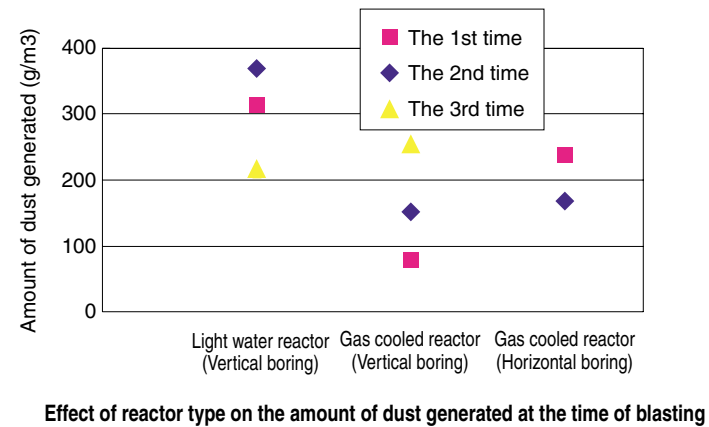 Amount of dust generated (g/m3)
400
300
200
100
0
The 1st time
The 2nd time
The 3rd time
Light water reactor
(Vertical boring)
Gas cooled reactor
(Vertical boring)
Gas cooled reactor
(Horizontal boring)
Effect of reactor type on the amount of dust generated at the time of blasting